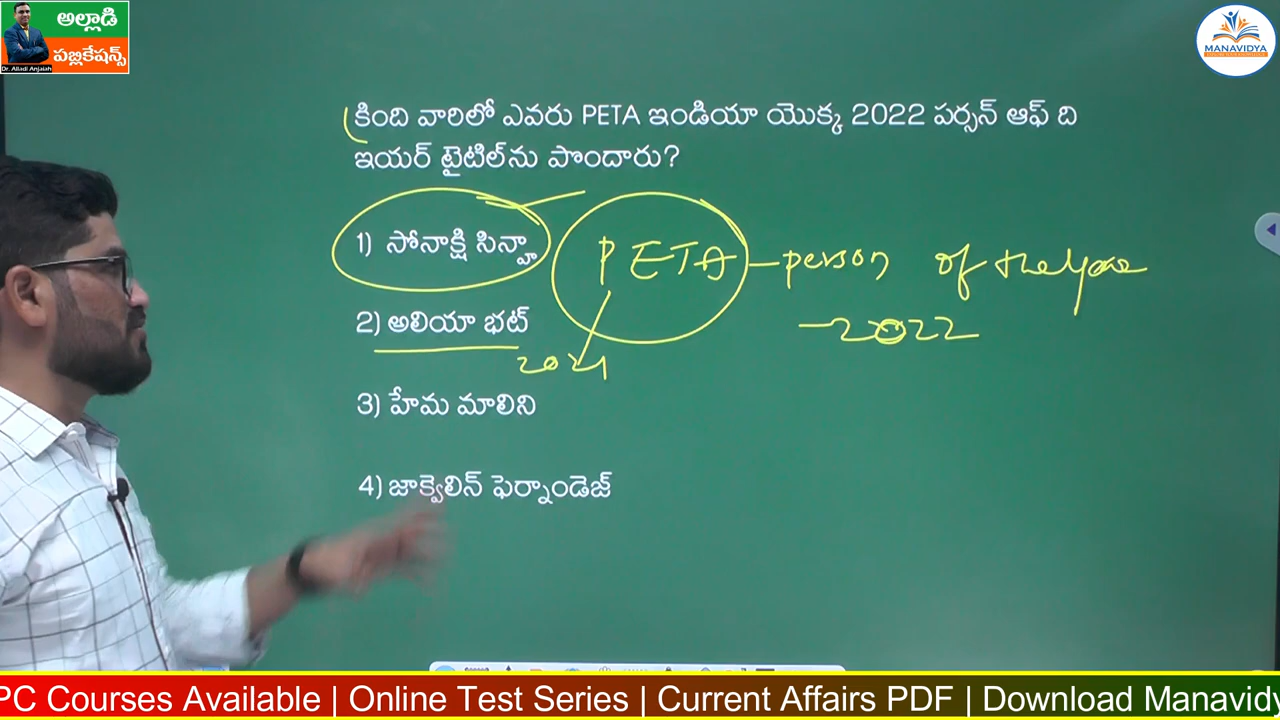 అల్లాడి
పబ్లికేషన్స్
Dr. Alladi Anjaiah
MANAVIDYA
కింది వారిలో ఎవరు PETA ఇండియా యొక్క 2022 పర్సన్ ఆఫ్ ది
ఇయర్ టైటిల్‌ను పొందారు?
1) సోనాక్షి సిన్హా
PETA - person of the year
- 2022
2) అలియా భట్
2021
3) హేమ మాలిని
4) జాక్వెలిన్ ఫెర్నాండెజ్
PC Courses Available | Online Test Series | Current Affairs PDF | Download Manavidy